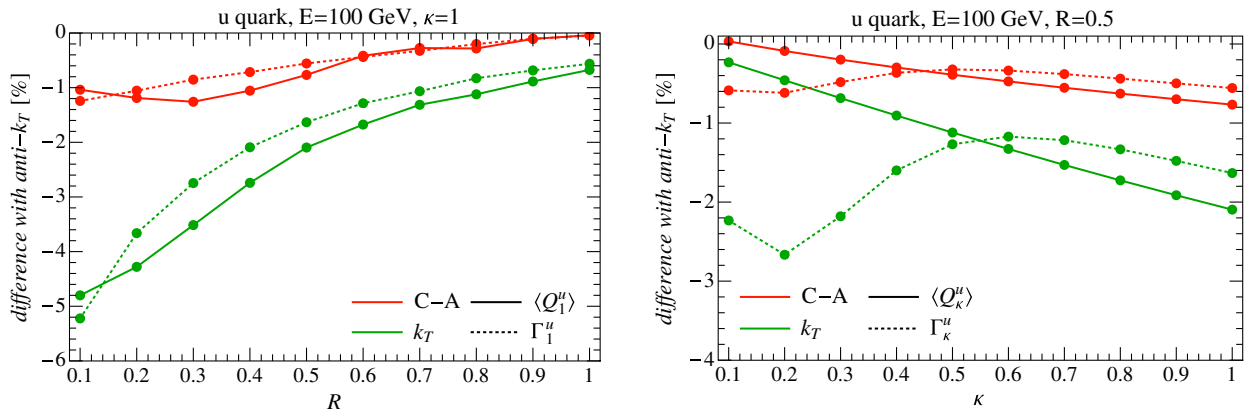 u quark, E=100 GeV, κ=1
difference with anti−k_T [%]
0
−1
−2
−3
−4
−5
−6
C−A ⟨Q_1^u⟩
k_T Γ_1^u
0.1 0.2 0.3 0.4 0.5 0.6 0.7 0.8 0.9 1
R
u quark, E=100 GeV, R=0.5
difference with anti−k_T [%]
0
−1
−2
−3
−4
C−A ⟨Q_κ^u⟩
k_T Γ_κ^u
0.1 0.2 0.3 0.4 0.5 0.6 0.7 0.8 0.9 1
κ